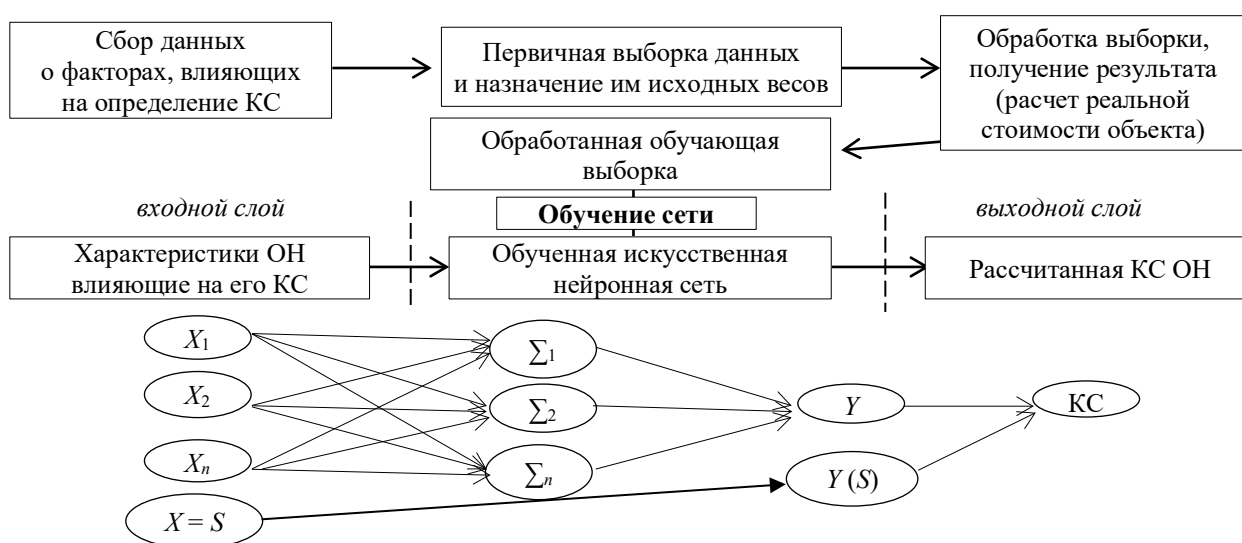 Сбор данных
о факторах, влияющих
на определение КС
Первичная выборка данных
и назначение им исходных весов
Обработка выборки,
получение результата
(расчет реальной
стоимости объекта)
Обработанная обучающая
выборка
входной слой
Обучение сети
выходной слой
Характеристики ОН
влияющие на его КС
Обученная искусственная
нейронная сеть
Рассчитанная КС ОН
X1
∑1
X2
∑2
Y
КС
Xn
∑n
Y (S)
X = S